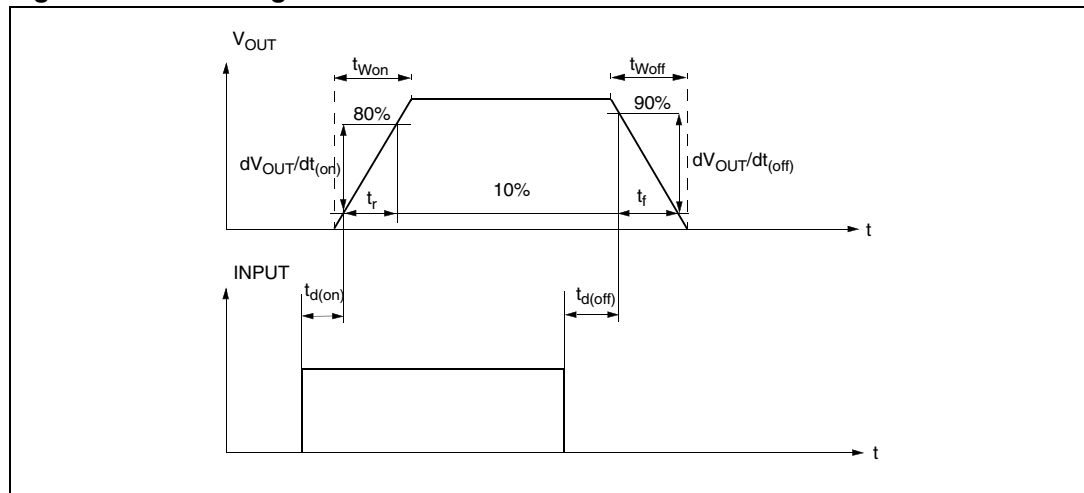 V_OUT
t_Won
t_Woff
80%
90%
dV_OUT/dt_(on)
dV_OUT/dt_(off)
t_r
10%
t_f
t
INPUT
t_d(on)
t_d(off)
t